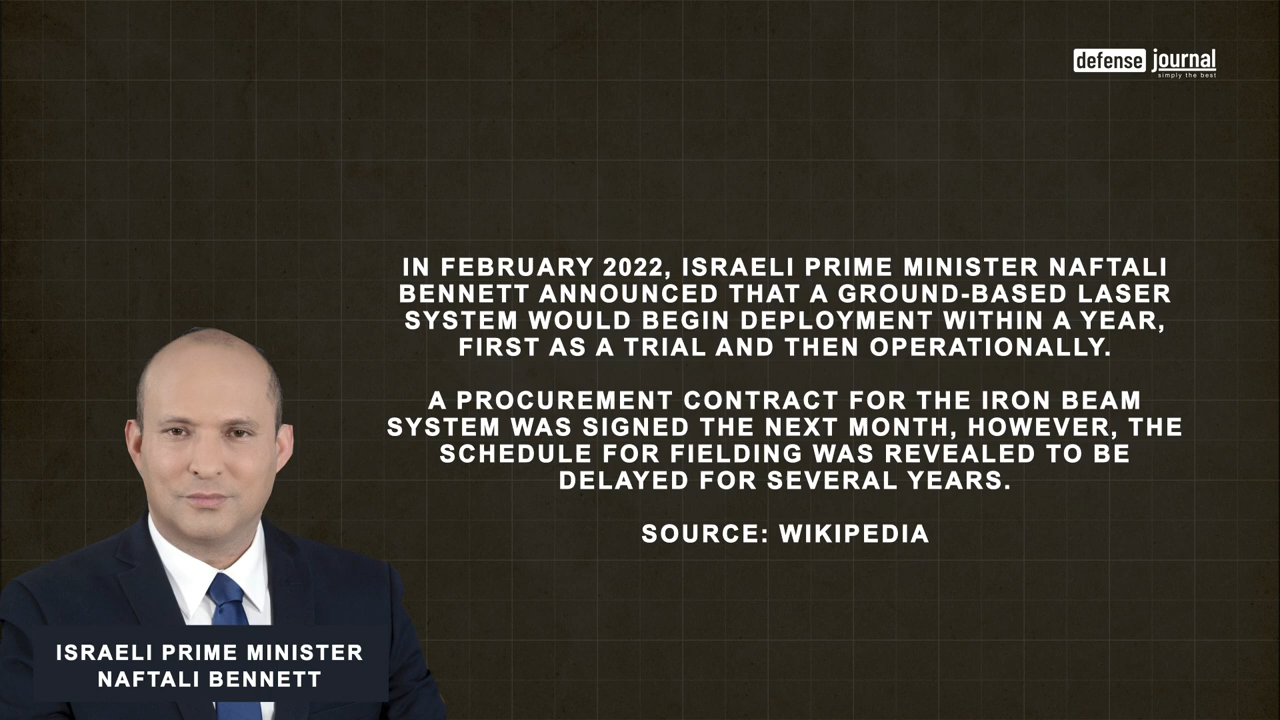 defense journal
simply the best
IN FEBRUARY 2022, ISRAELI PRIME MINISTER NAFTALI
BENNETT ANNOUNCED THAT A GROUND-BASED LASER
SYSTEM WOULD BEGIN DEPLOYMENT WITHIN A YEAR,
FIRST AS A TRIAL AND THEN OPERATIONALLY.
A PROCUREMENT CONTRACT FOR THE IRON BEAM
SYSTEM WAS SIGNED THE NEXT MONTH, HOWEVER, THE
SCHEDULE FOR FIELDING WAS REVEALED TO BE
DELAYED FOR SEVERAL YEARS.
SOURCE: WIKIPEDIA
ISRAELI PRIME MINISTER
NAFTALI BENNETT